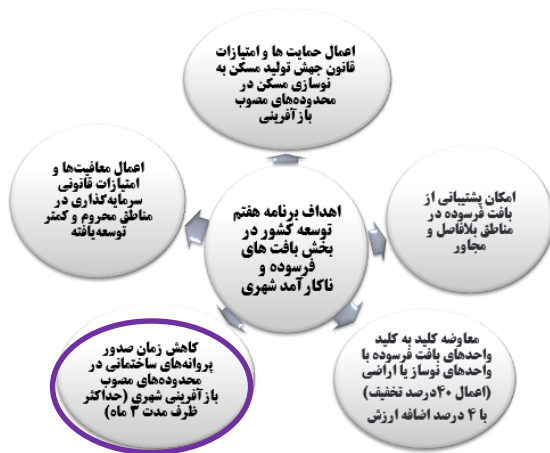 اعمال حمایت ها و امتیازات
قانون جهش تولید مسکن به
نوسازی مسکن در
محدوده‌های مصوب
بازآفرینی
امکان پشتیبانی از
بافت فرسوده در
مناطق بلافاصل و
مجاور
اعمال معافیت‌ها و
امتیازات قانونی
سرمایه‌گذاری در
مناطق محروم و کمتر
توسعه‌یافته
اهداف برنامه هفتم
توسعه کشور در
بخش بافت های
فرسوده و
ناکارآمد شهری
معاوضه کلید به کلید
واحدهای بافت فرسوده با
واحدهای نوساز یا اراضی
(اعمال ۴۰درصد تخفیف)
با ۴ درصد اضافه ارزش
کاهش زمان صدور
پروانه‌های ساختمانی در
محدوده‌های مصوب
بازآفرینی شهری (حداکثر
ظرف مدت ۳ ماه)